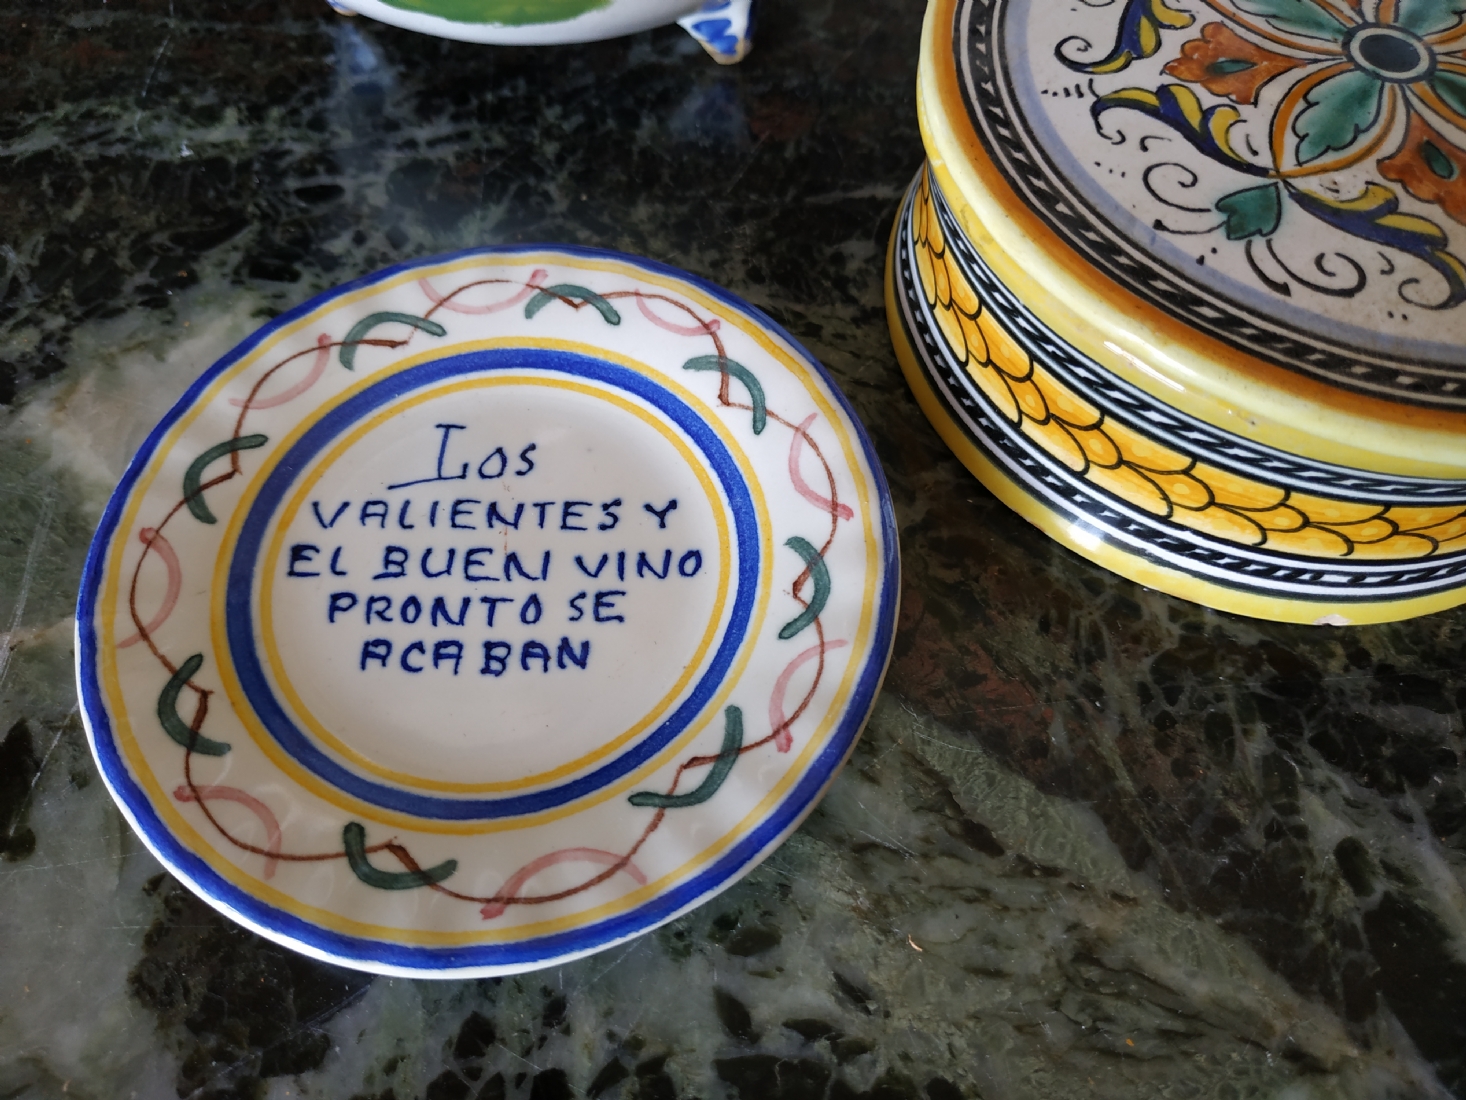 Los
VALIENTES Y
EL BUEN VINO
PRONTO SE
ACABAN